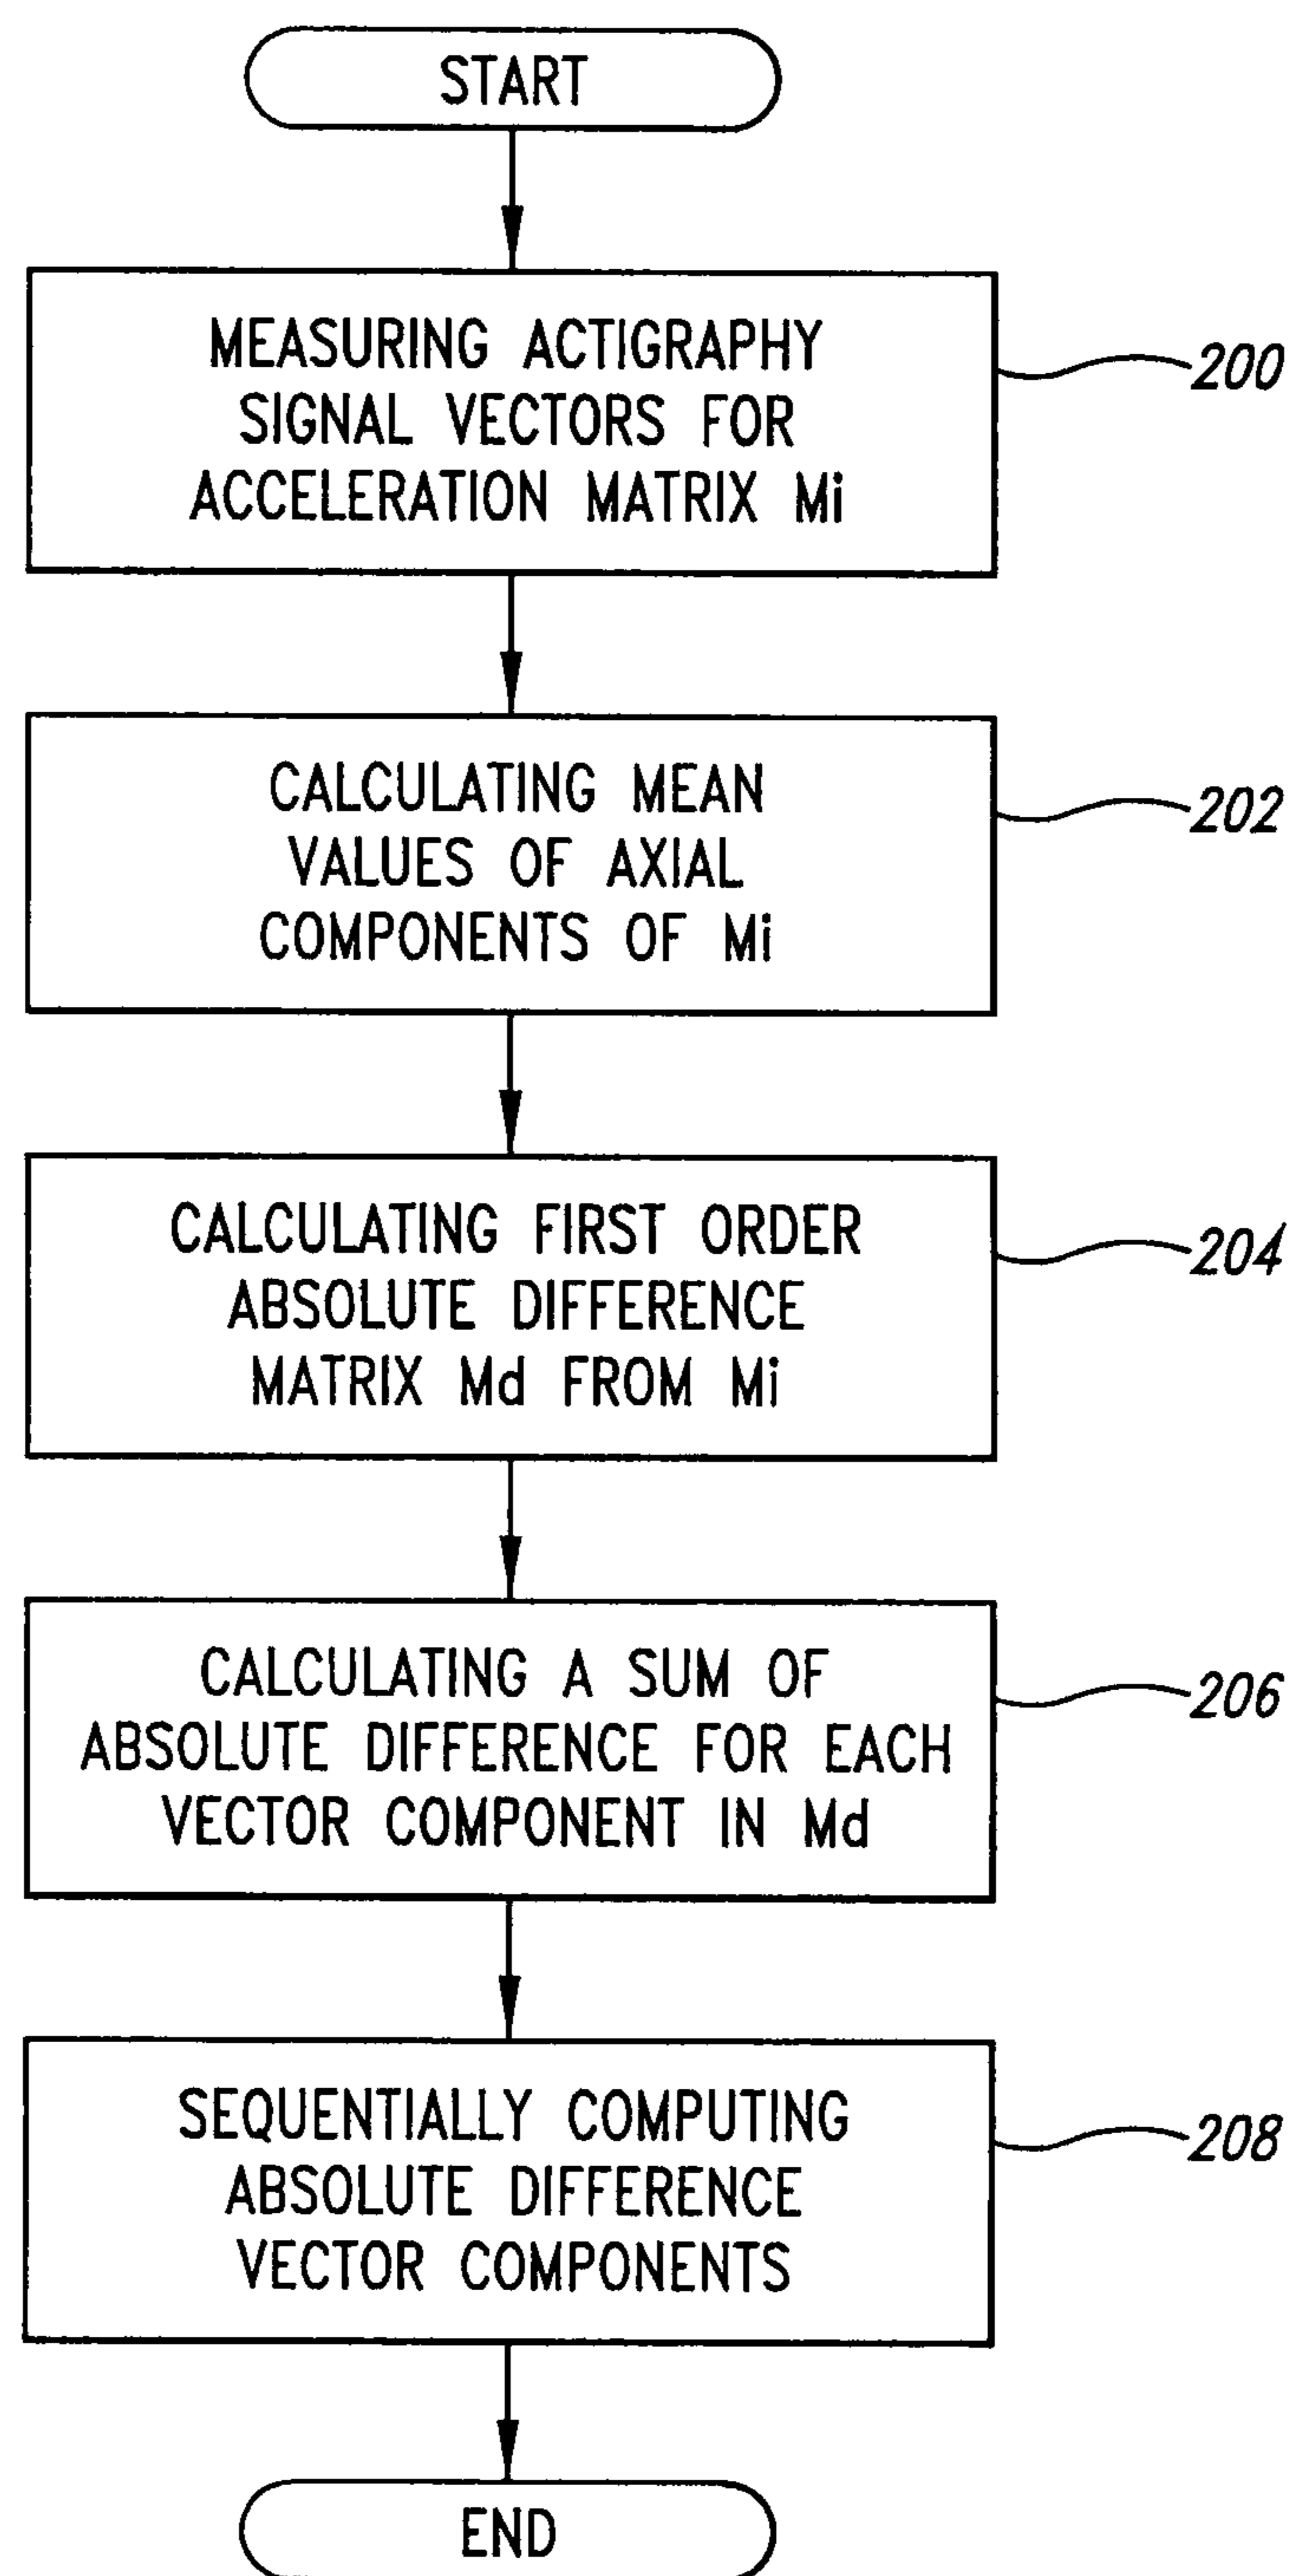 START
MEASURING ACTIGRAPHY
SIGNAL VECTORS FOR
ACCELERATION MATRIX Mi
200
CALCULATING MEAN
VALUES OF AXIAL
COMPONENTS OF Mi
202
CALCULATING FIRST ORDER
ABSOLUTE DIFFERENCE
MATRIX Md FROM Mi
204
CALCULATING A SUM OF
ABSOLUTE DIFFERENCE FOR EACH
VECTOR COMPONENT IN Md
206
SEQUENTIALLY COMPUTING
ABSOLUTE DIFFERENCE
VECTOR COMPONENTS
208
END